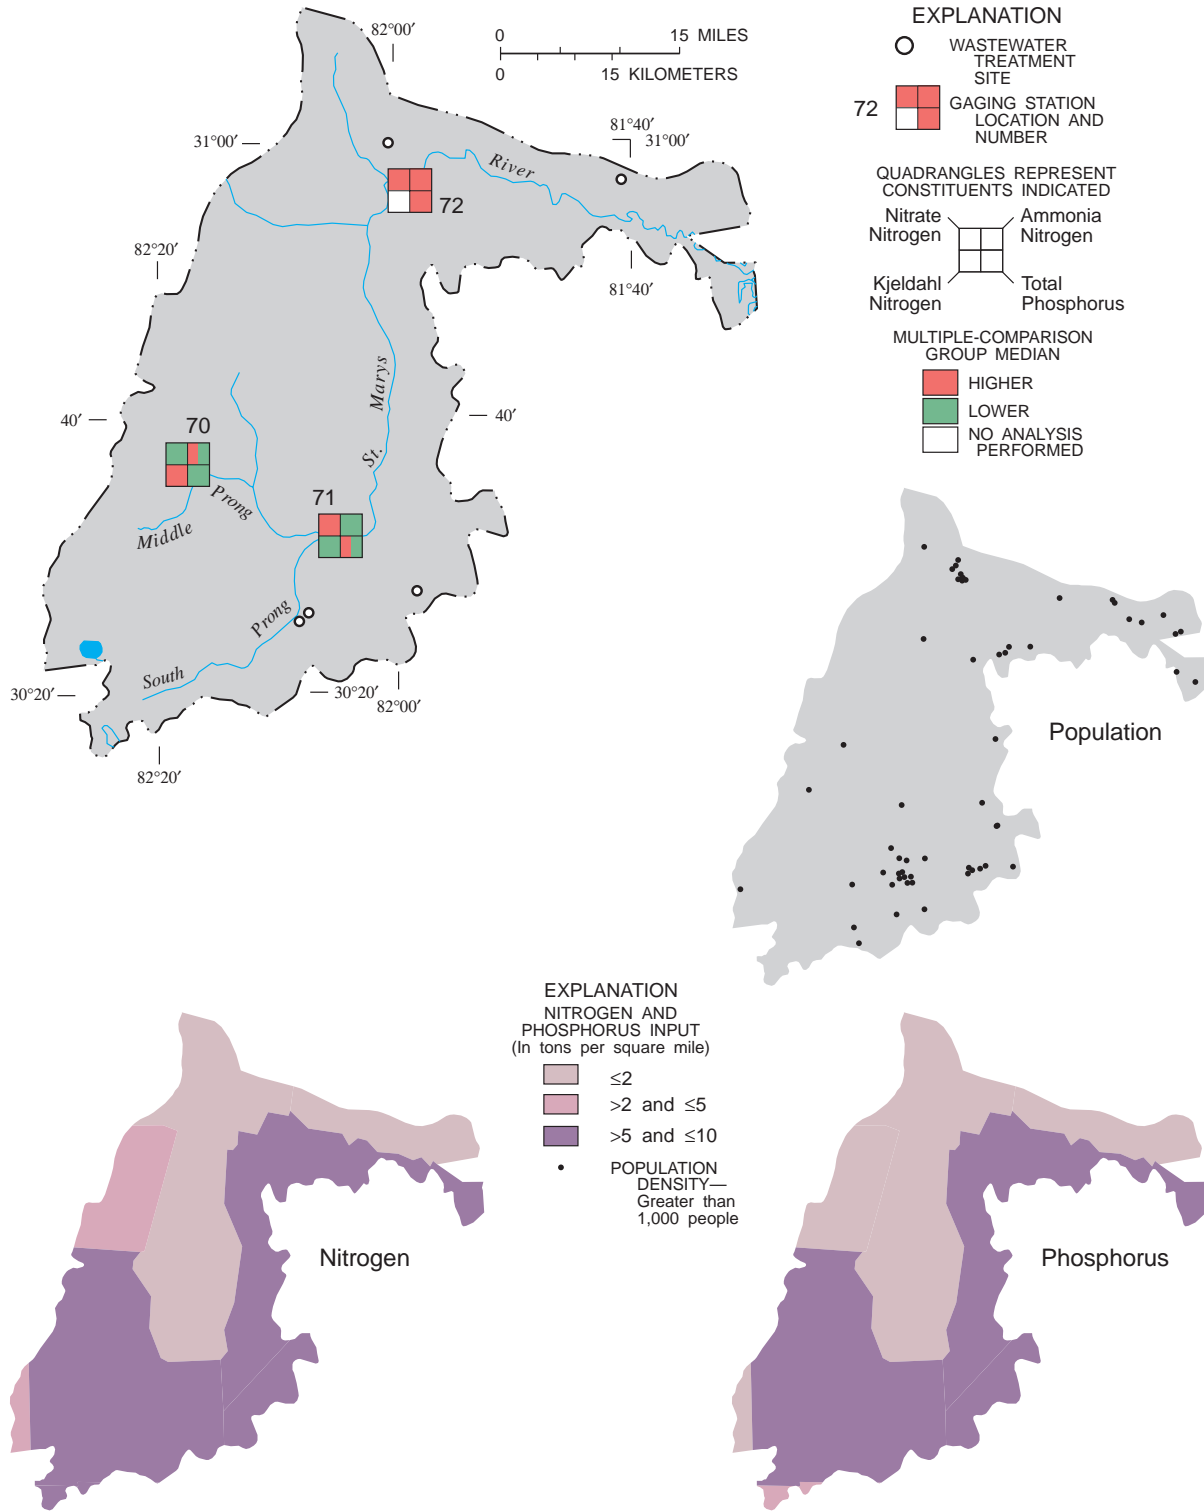 82°00′
0 15 MILES
0 15 KILOMETERS
81°40′
31°00′
31°00′
River
72
82°20′
81°40′
Marys
St.
40′
40′
70
71
Prong
Middle
Prong
South
30°20′
30°20′
82°00′
82°20′
EXPLANATION
WASTEWATER
TREATMENT
SITE
72
GAGING STATION
LOCATION AND
NUMBER
QUADRANGLES REPRESENT
CONSTITUENTS INDICATED
Nitrate
Nitrogen
Ammonia
Nitrogen
Kjeldahl
Nitrogen
Total
Phosphorus
MULTIPLE-COMPARISON
GROUP MEDIAN
HIGHER
LOWER
NO ANALYSIS
PERFORMED
Population
EXPLANATION
NITROGEN AND
PHOSPHORUS INPUT
(In tons per square mile)
≤2
>2 and ≤5
>5 and ≤10
POPULATION
DENSITY—
Greater than
1,000 people
Nitrogen
Phosphorus